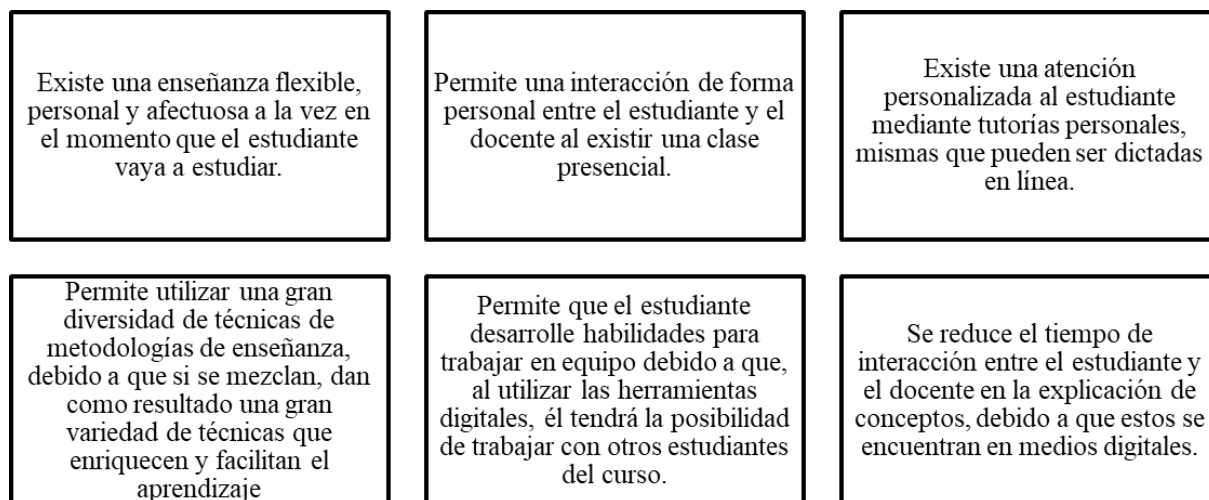 Existe una enseñanza flexible,
personal y afectuosa a la vez en
el momento que el estudiante
vaya a estudiar.
Permite una interacción de forma
personal entre el estudiante y el
docente al existir una clase
presencial.
Existe una atención
personalizada al estudiante
mediante tutorías personales,
mismas que pueden ser dictadas
en línea.
Permite utilizar una gran
diversidad de técnicas de
metodologías de enseñanza,
debido a que si se mezclan, dan
como resultado una gran
variedad de técnicas que
enriquecen y facilitan el
aprendizaje
Permite que el estudiante
desarrolle habilidades para
trabajar en equipo debido a que,
al utilizar las herramientas
digitales, él tendrá la posibilidad
de trabajar con otros estudiantes
del curso.
Se reduce el tiempo de
interacción entre el estudiante y
el docente en la explicación de
conceptos, debido a que estos se
encuentran en medios digitales.